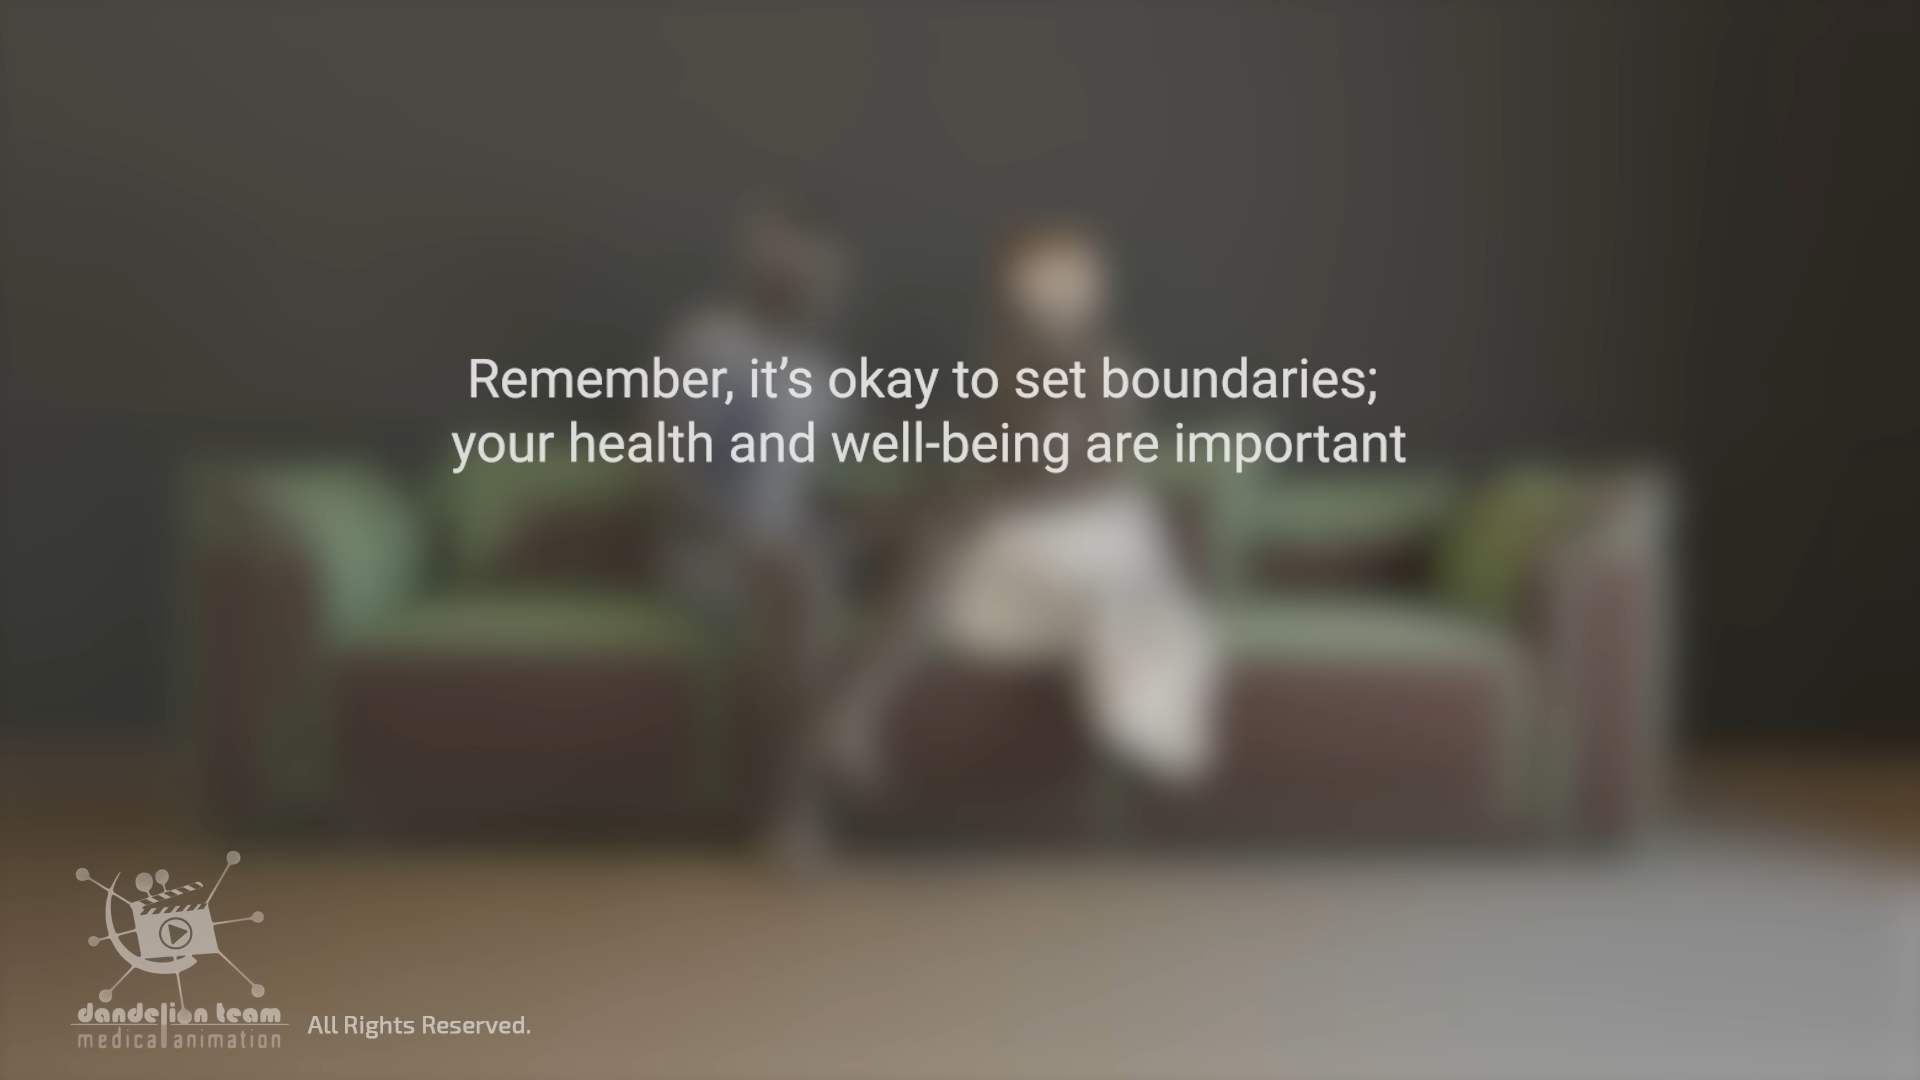 Remember, it’s okay to set boundaries;
your health and well-being are important
dandelion team
medical animation
All Rights Reserved.